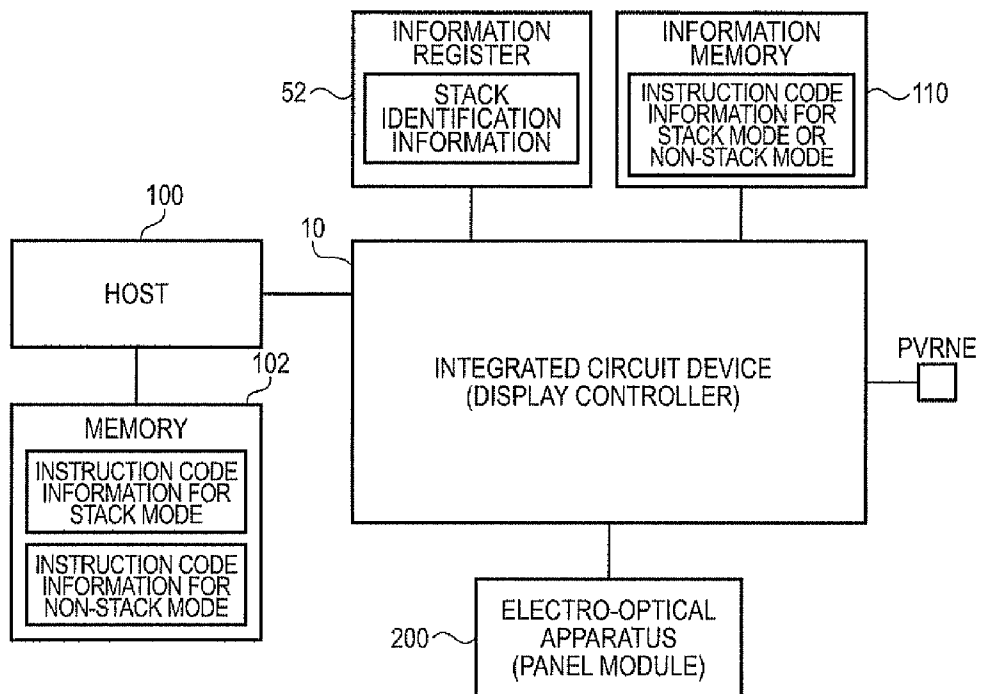 INFORMATION
REGISTER
52
STACK
IDENTIFICATION
INFORMATION
INFORMATION
MEMORY
110
INSTRUCTION CODE
INFORMATION FOR
STACK MODE OR
NON-STACK MODE
100
HOST
10
INTEGRATED CIRCUIT DEVICE
(DISPLAY CONTROLLER)
PVRNE
102
MEMORY
INSTRUCTION CODE
INFORMATION FOR
STACK MODE
INSTRUCTION CODE
INFORMATION FOR
NON-STACK MODE
200
ELECTRO-OPTICAL
APPARATUS
(PANEL MODULE)